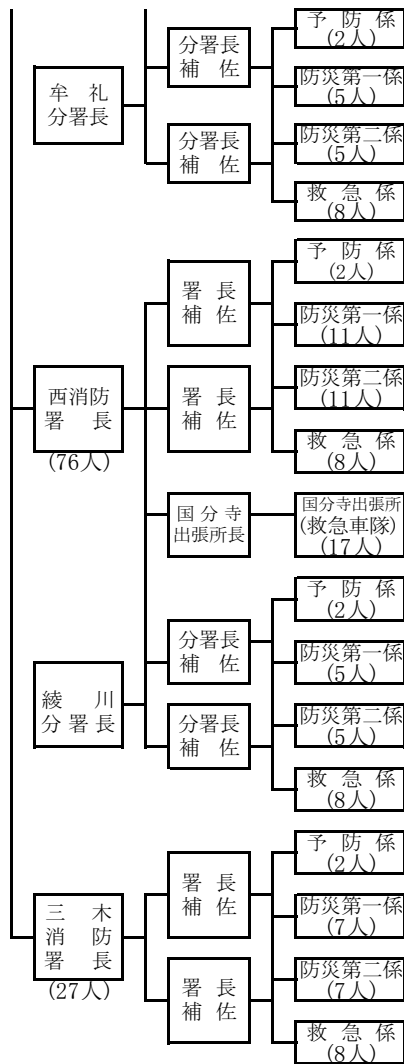 牟礼
分署長
分署長
補佐
予防係
(2人)
防災第一係
(5人)
分署長
補佐
防災第二係
(5人)
救急係
(8人)
西消防
署長
(76人)
署長
補佐
予防係
(2人)
防災第一係
(11人)
署長
補佐
防災第二係
(11人)
救急係
(8人)
国分寺
出張所長
国分寺出張所
(救急車隊)
(17人)
綾川
分署長
分署長
補佐
予防係
(2人)
防災第一係
(5人)
分署長
補佐
防災第二係
(5人)
救急係
(8人)
三木
消防
署長
(27人)
署長
補佐
予防係
(2人)
防災第一係
(7人)
署長
補佐
防災第二係
(7人)
救急係
(8人)